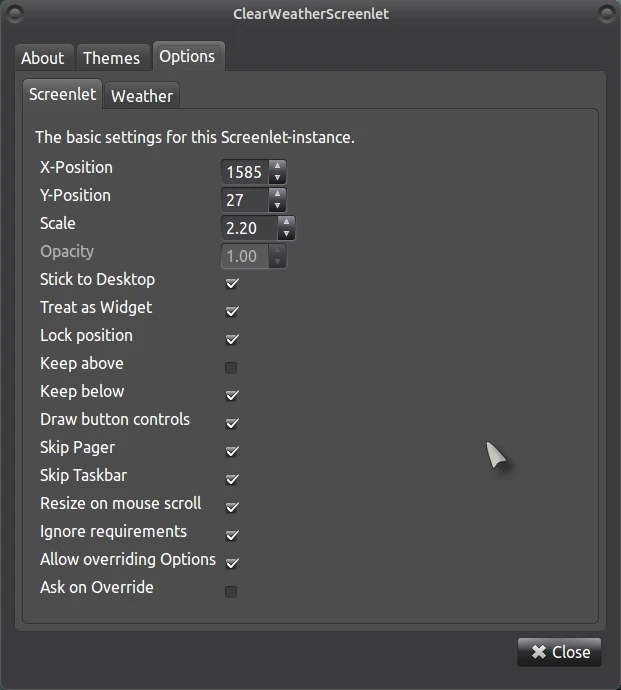 ClearWeatherScreenlet
About Themes Options
Screenlet Weather
The basic settings for this Screenlet-instance.
X-Position 1585
Y-Position 27
Scale 2.20
Opacity 1.00
Stick to Desktop
Treat as Widget
Lock position
Keep above
Keep below
Draw button controls
Skip Pager
Skip Taskbar
Resize on mouse scroll
Ignore requirements
Allow overriding Options
Ask on Override
Close